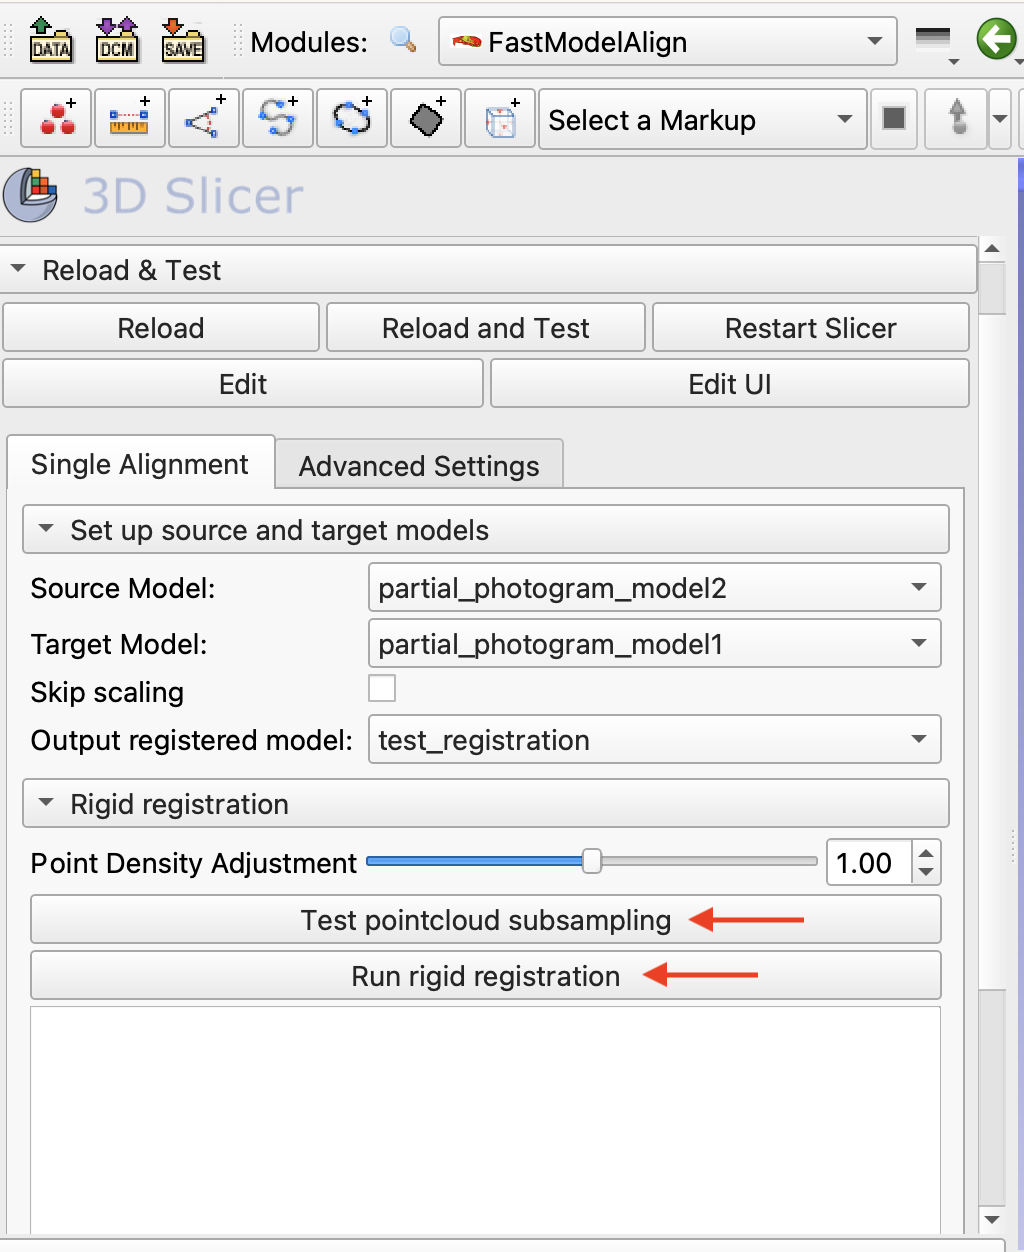 DATA DCM SAVE Modules: FastModelAlign
Select a Markup
3D Slicer
Reload & Test
Reload Reload and Test Restart Slicer
Edit Edit UI
Single Alignment Advanced Settings
Set up source and target models
Source Model: partial_photogram_model2
Target Model: partial_photogram_model1
Skip scaling
Output registered model: test_registration
Rigid registration
Point Density Adjustment 1.00
Test pointcloud subsampling
Run rigid registration